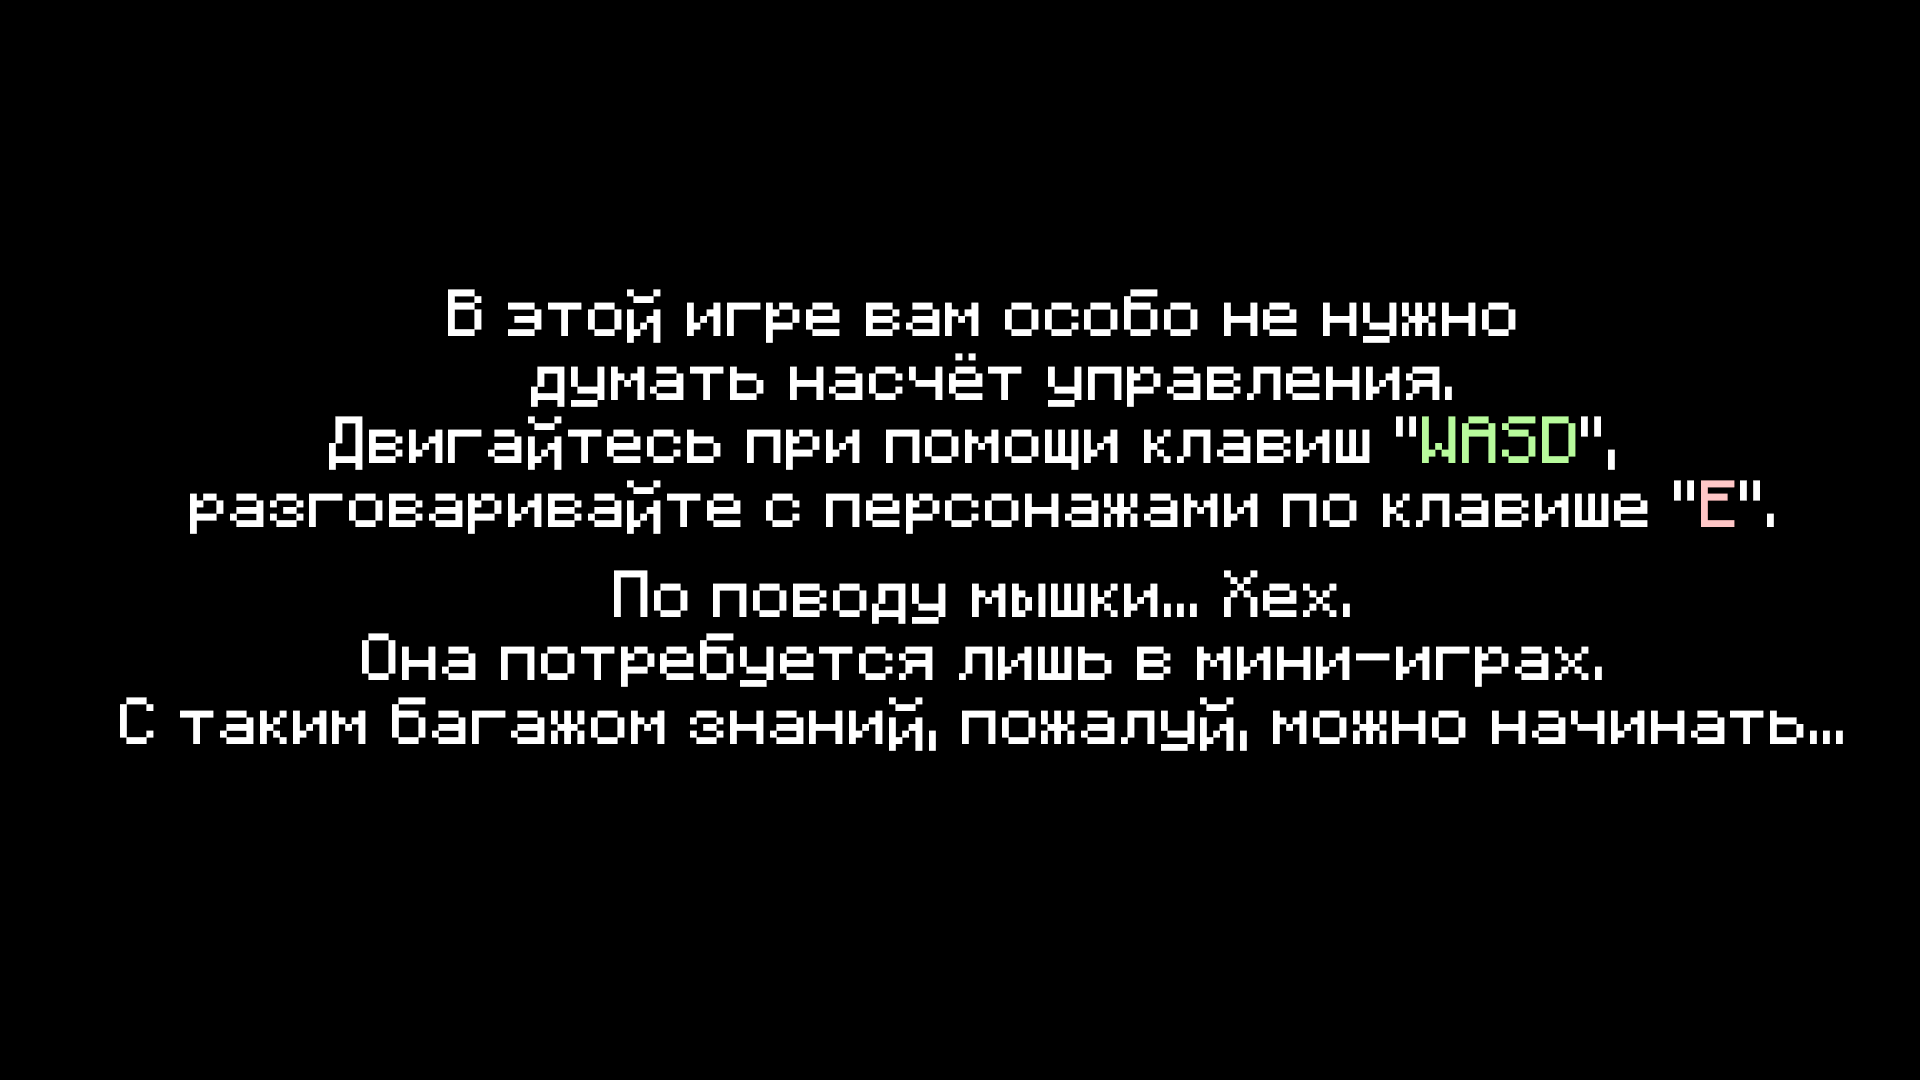 В этой игре вам особо не нужно
думать насчёт управления.
Двигайтесь при помощи клавиш "WASD",
разговаривайте с персонажами по клавише "E".
По поводу мышки... Хех.
Она потребуется лишь в мини-играх.
С таким багажом знаний, пожалуй, можно начинать...